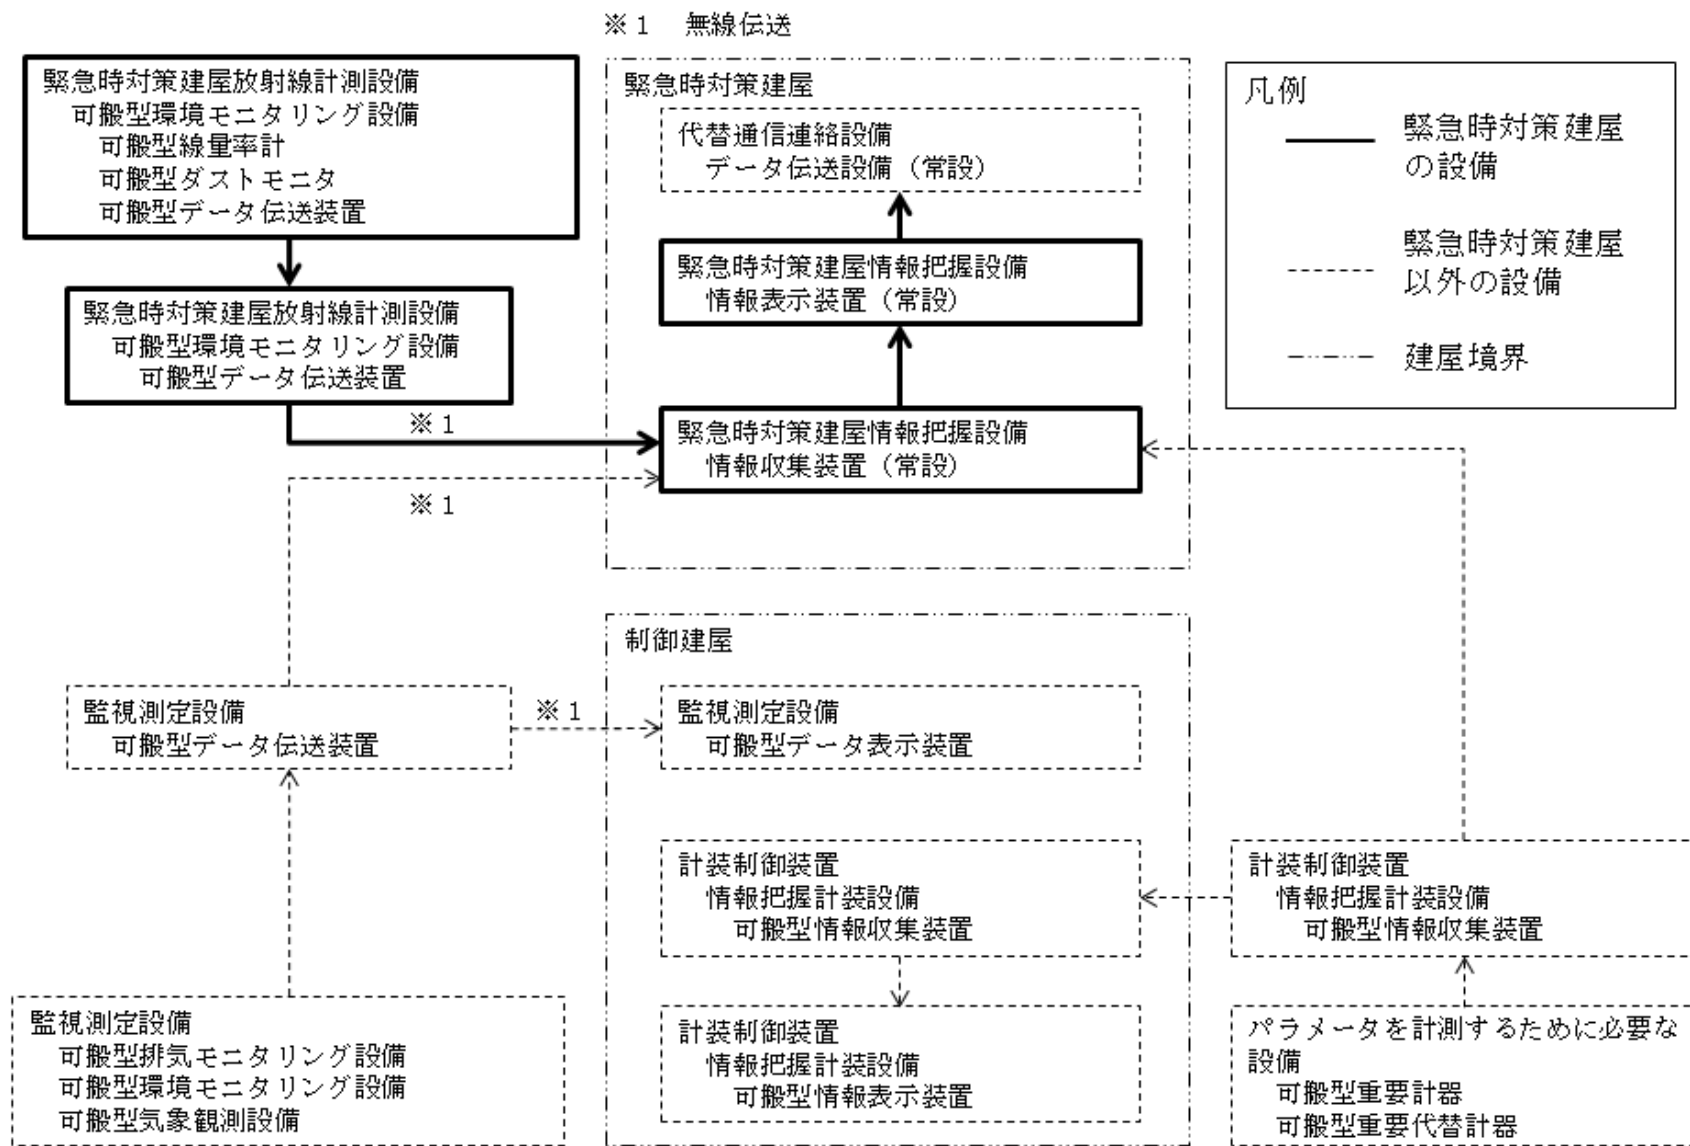 ※1 無線伝送
緊急時対策建屋放射線計測設備
可搬型環境モニタリング設備
可搬型線量率計
可搬型ダストモニタ
可搬型データ伝送装置
緊急時対策建屋放射線計測設備
可搬型環境モニタリング設備
可搬型データ伝送装置
※1
※1
緊急時対策建屋
代替通信連絡設備
データ伝送設備(常設)
緊急時対策建屋情報把握設備
情報表示装置(常設)
緊急時対策建屋情報把握設備
情報収集装置(常設)
凡例
緊急時対策建屋
の設備
緊急時対策建屋
以外の設備
建屋境界
監視測定設備
可搬型データ伝送装置
※1
監視測定設備
可搬型排気モニタリング設備
可搬型環境モニタリング設備
可搬型気象観測設備
制御建屋
監視測定設備
可搬型データ表示装置
計装制御装置
情報把握計装設備
可搬型情報収集装置
計装制御装置
情報把握計装設備
可搬型情報表示装置
計装制御装置
情報把握計装設備
可搬型情報収集装置
パラメータを計測するために必要な
設備
可搬型重要計器
可搬型重要代替計器